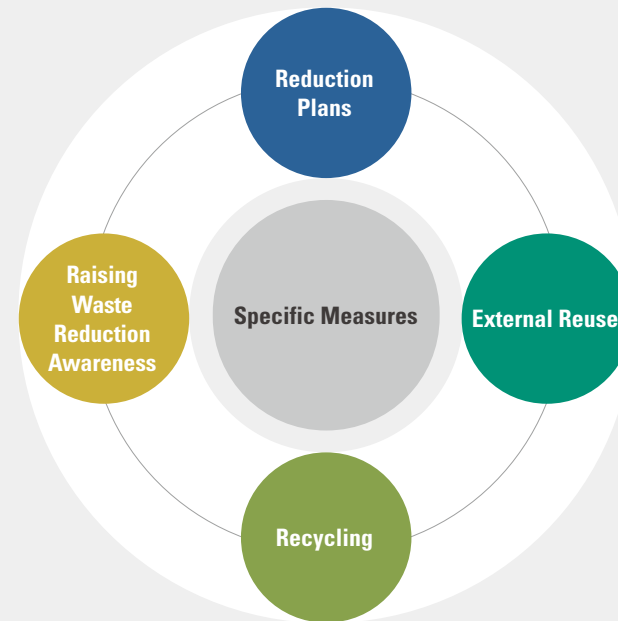 Reduction
Plans
Raising
Waste
Reduction
Awareness
Specific Measures
External Reuse
Recycling